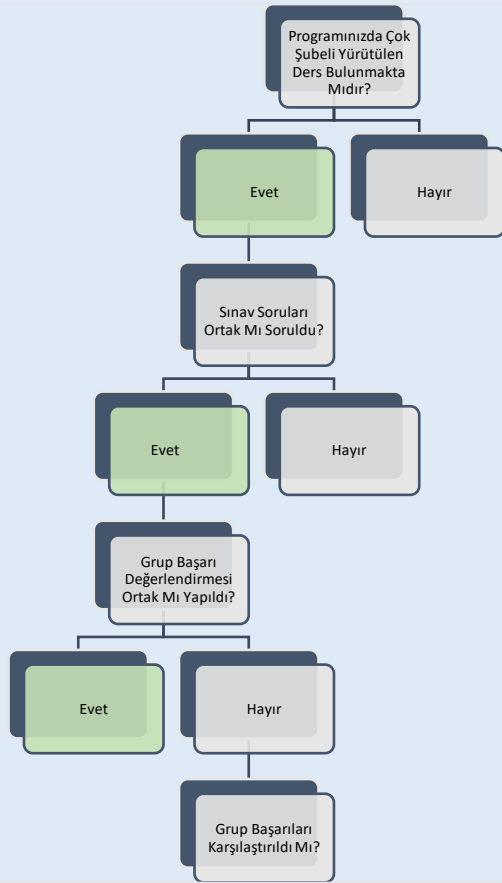 Programınızda Çok
Şubeli Yürütülen
Ders Bulunmakta
Mıdır?
Evet
Hayır
Sınav Soruları
Ortak Mı Soruldu?
Evet
Hayır
Grup Başarı
Değerlendirmesi
Ortak Mı Yapıldı?
Evet
Hayır
Grup Başarıları
Karşılaştırıldı Mı?